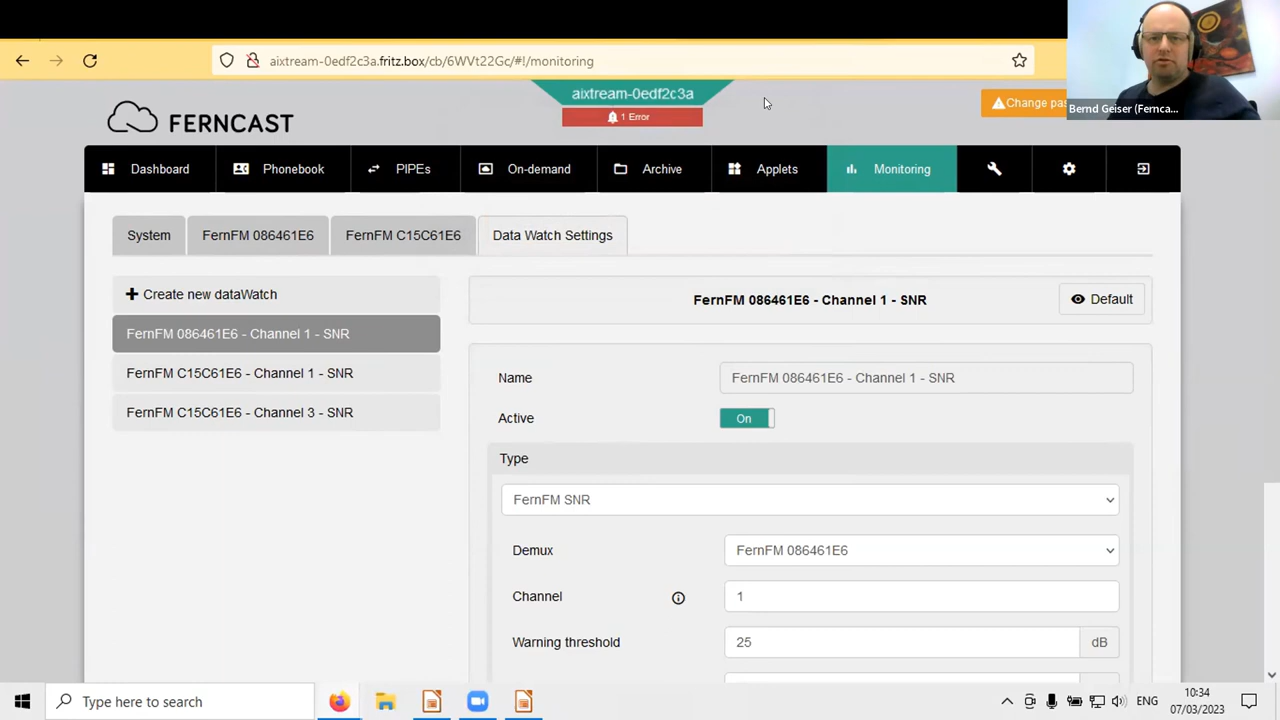 aixtream-0edf2c3a.fritz.box/cb/6WVt22Gc/#!/monitoring
aixtream-0edf2c3a
1 Error
FERNCAST
Change pas
Bernd Geiser (Fernca...
Dashboard
Phonebook
PIPEs
On-demand
Archive
Applets
Monitoring
System
FernFM 086461E6
FernFM C15C61E6
Data Watch Settings
Create new dataWatch
FernFM 086461E6 - Channel 1 - SNR
FernFM C15C61E6 - Channel 1 - SNR
FernFM C15C61E6 - Channel 3 - SNR
FernFM 086461E6 - Channel 1 - SNR
Default
Name
FernFM 086461E6 - Channel 1 - SNR
Active
On
Type
FernFM SNR
Demux
FernFM 086461E6
Channel
1
Warning threshold
25
dB
Type here to search
ENG
10:34
07/03/2023